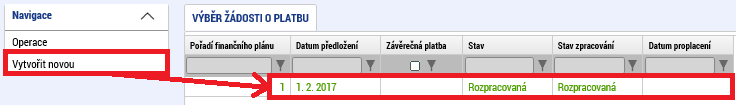 Navigace
Operace
Vytvořit novou
VÝBĚR ŽÁDOSTI O PLATBU
Pořadí finančního plánu Datum předložení Závěrečná platba Stav Stav zpracování Datum proplacení
1 1. 2. 2017 Rozpracovaná Rozpracovaná